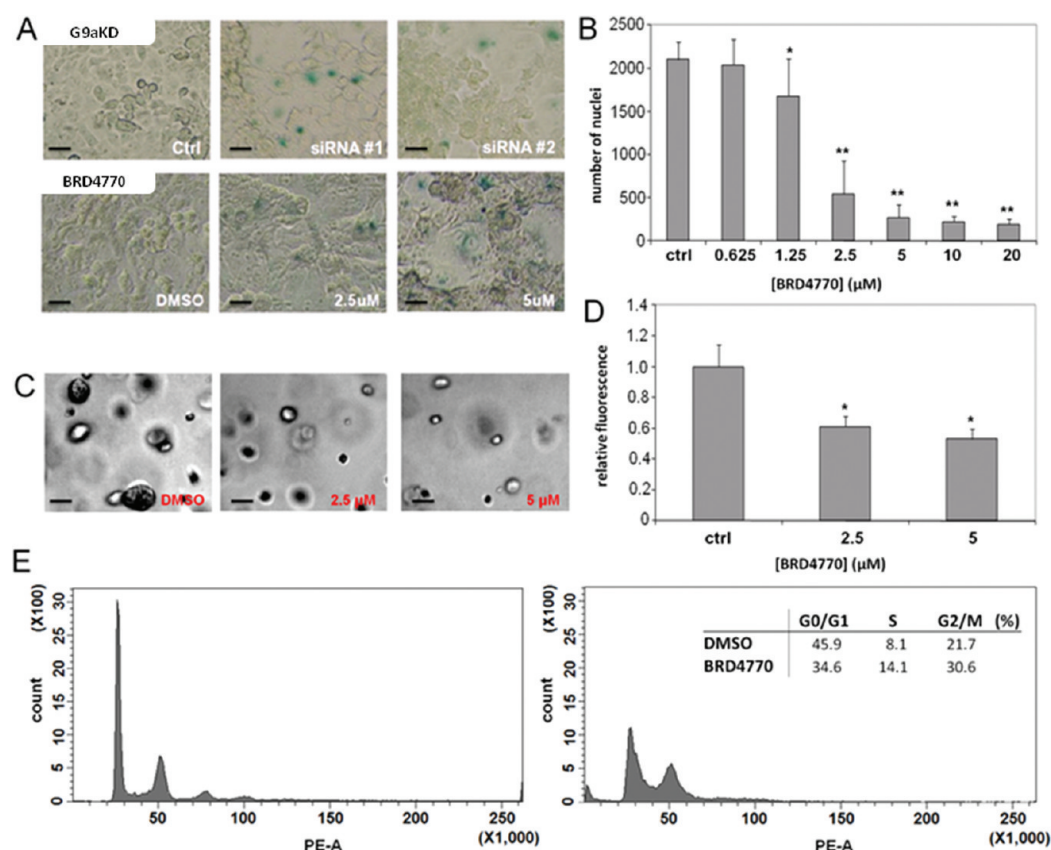 A
G9aKD
Ctrl
siRNA #1
siRNA #2
BRD4770
DMSO
2.5uM
5uM
B
number of nuclei
2500
2000
1500
1000
500
0
*
**
**
**
**
ctrl 0.625 1.25 2.5 5 10 20
[BRD4770] (μM)
C
DMSO
2.5 μM
5 μM
D
relative fluorescence
1.4
1.2
1.0
0.8
0.6
0.4
0.2
0
*
*
ctrl 2.5 5
[BRD4770] (μM)
E
(X100)
count
30
25
20
15
10
5
0
50 100 150 200 250
(X1,000)
PE-A
(X100)
count
30
25
20
15
10
5
0
G0/G1 S G2/M (%)
DMSO 45.9 8.1 21.7
BRD4770 34.6 14.1 30.6
50 100 150 200 250
(X1,000)
PE-A